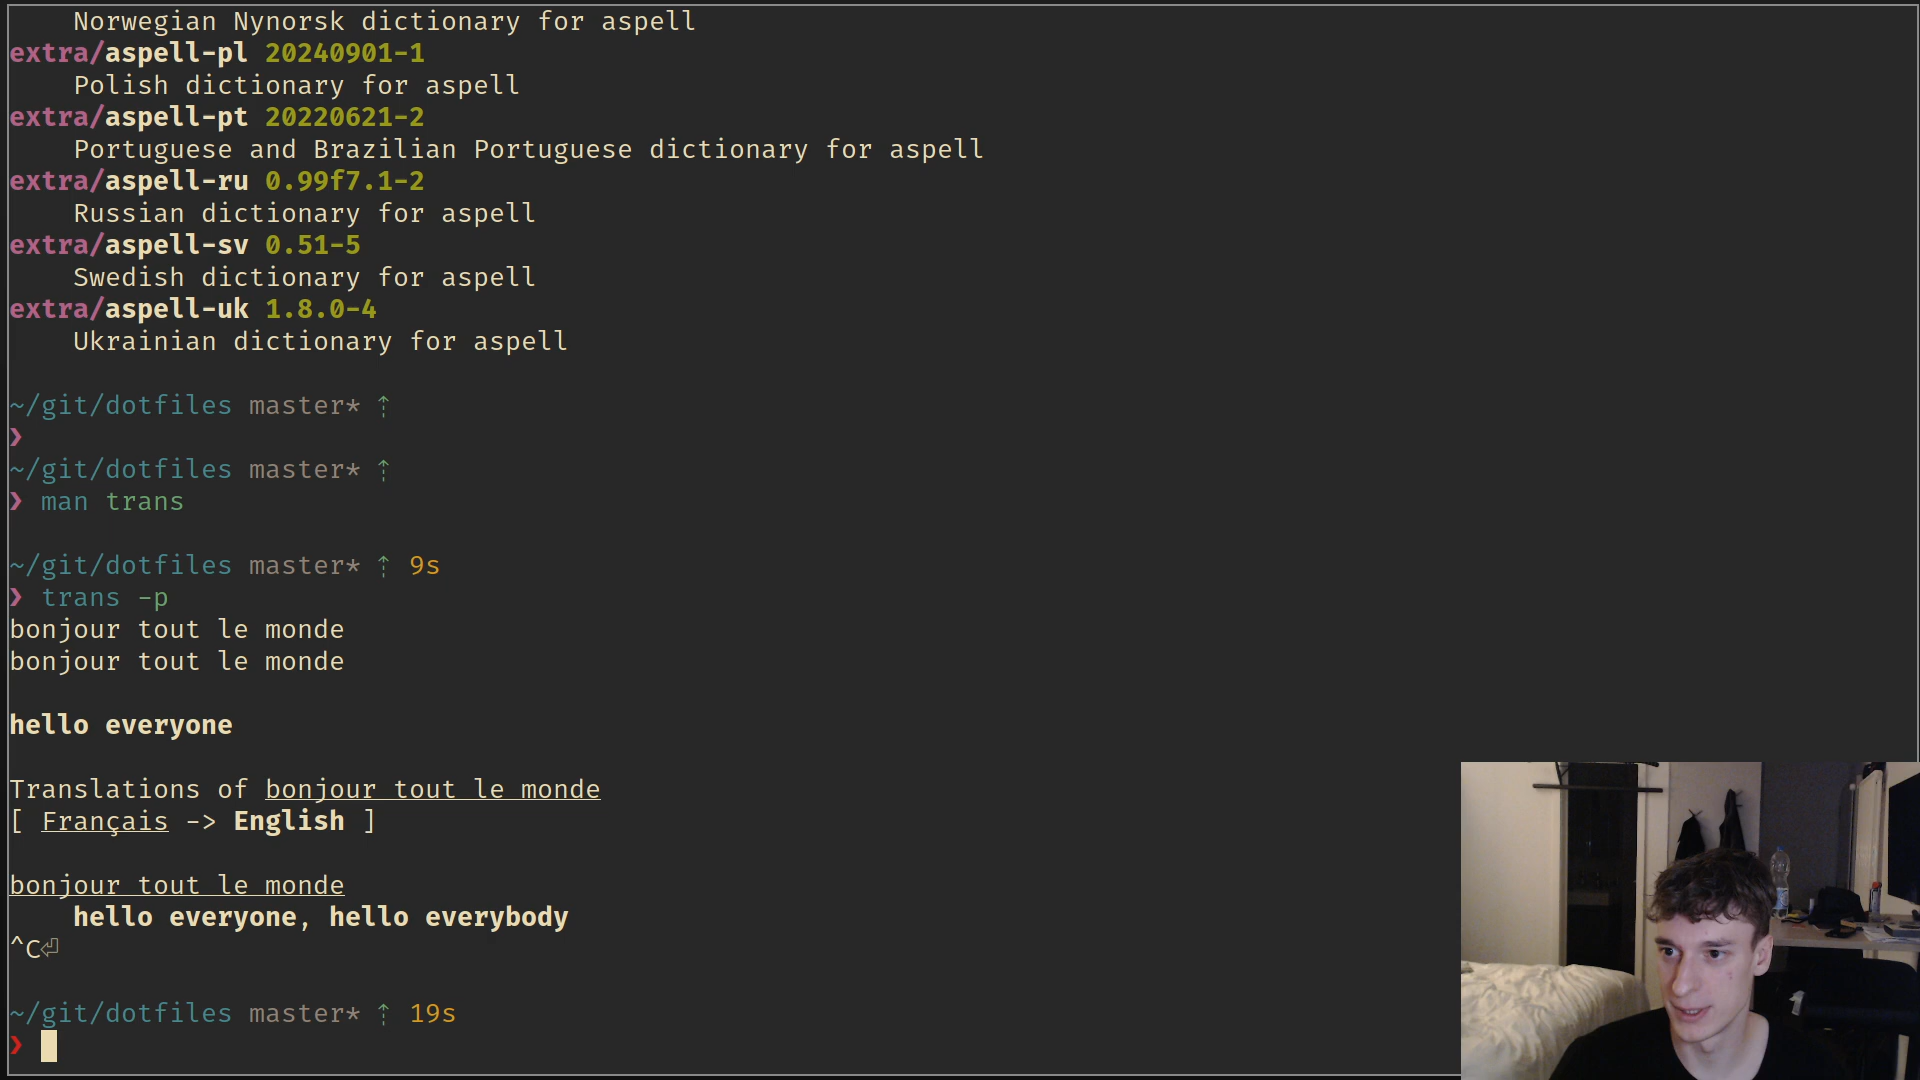 Norwegian Nynorsk dictionary for aspell
extra/aspell-pl 20240901-1
Polish dictionary for aspell
extra/aspell-pt 20220621-2
Portuguese and Brazilian Portuguese dictionary for aspell
extra/aspell-ru 0.99f7.1-2
Russian dictionary for aspell
extra/aspell-sv 0.51-5
Swedish dictionary for aspell
extra/aspell-uk 1.8.0-4
Ukrainian dictionary for aspell
~/git/dotfiles master* ⇡
❯
~/git/dotfiles master* ⇡
❯ man trans
~/git/dotfiles master* ⇡ 9s
❯ trans -p
bonjour tout le monde
bonjour tout le monde
hello everyone
Translations of bonjour tout le monde
[ Français -> English ]
bonjour tout le monde
hello everyone, hello everybody
^C⏎
~/git/dotfiles master* ⇡ 19s
❯